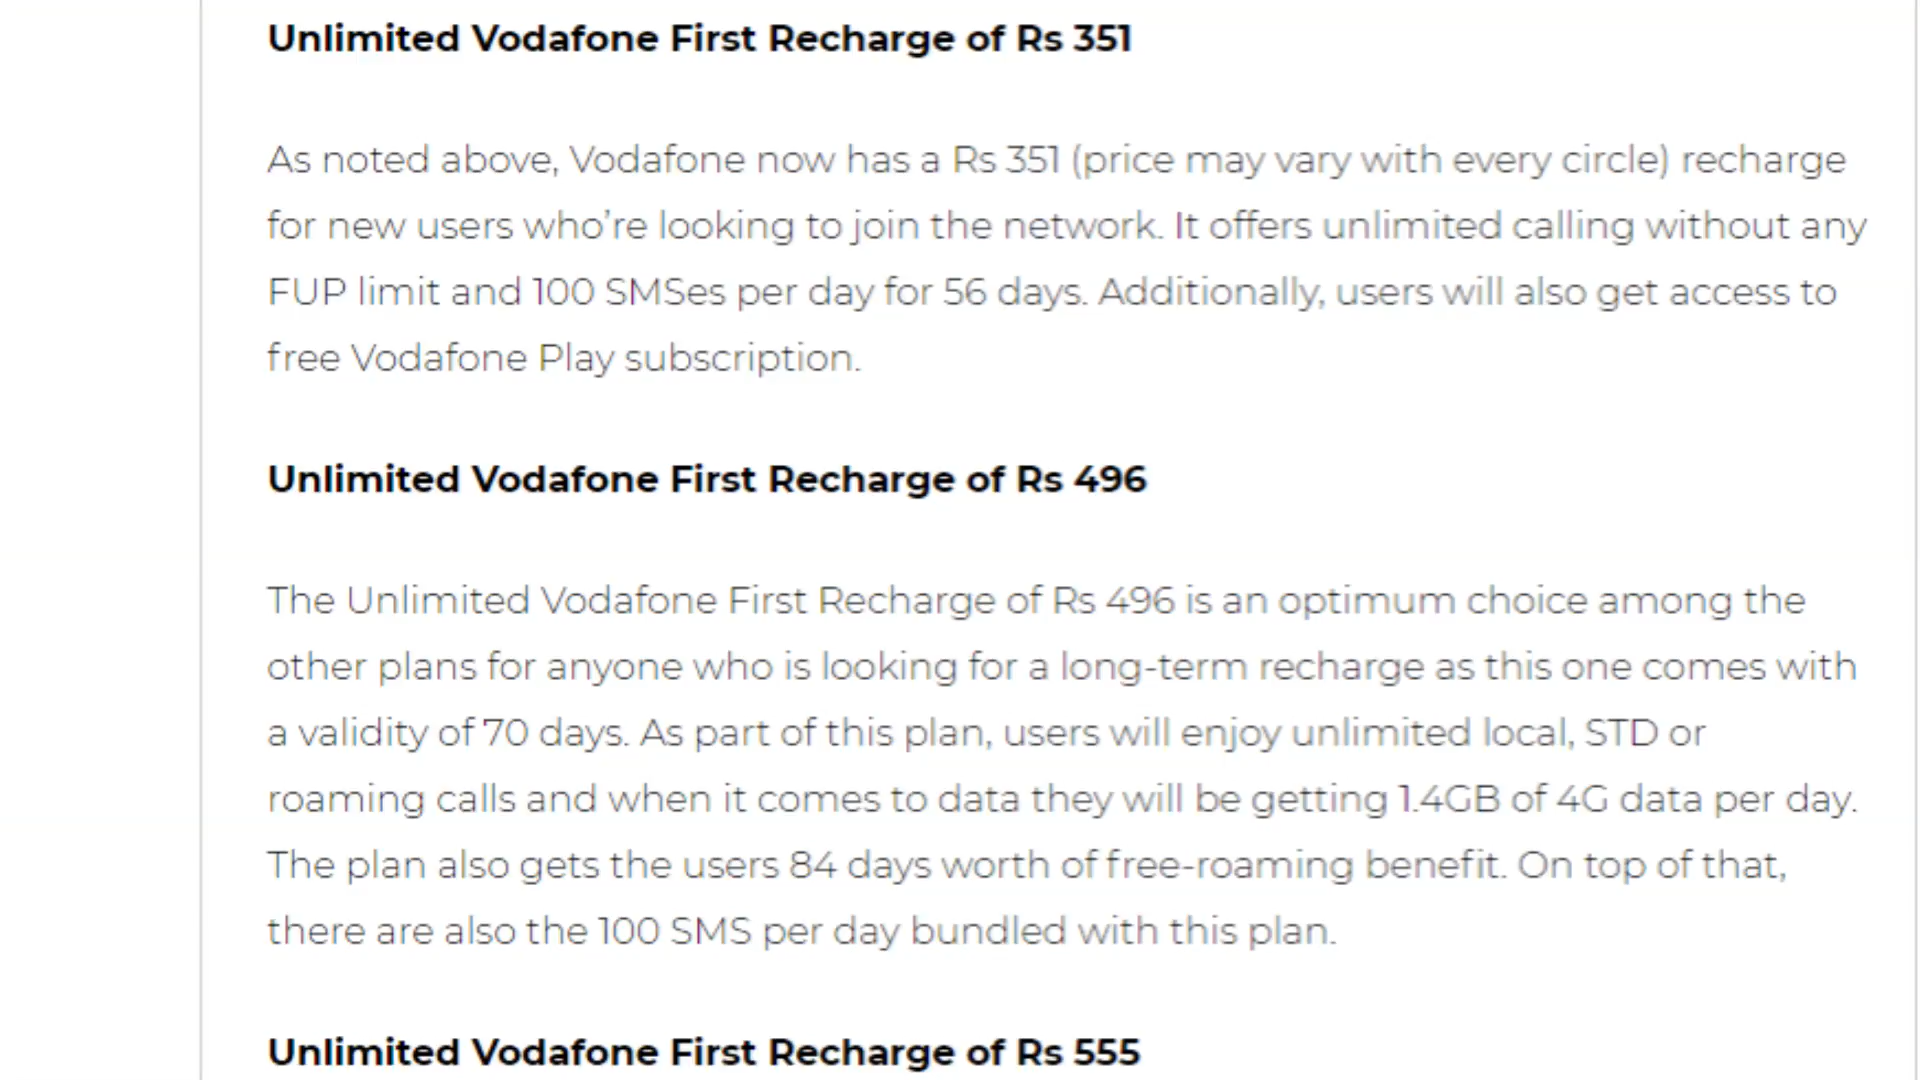 Unlimited Vodafone First Recharge of Rs 351
As noted above, Vodafone now has a Rs 351 (price may vary with every circle) recharge
for new users who’re looking to join the network. It offers unlimited calling without any
FUP limit and 100 SMSes per day for 56 days. Additionally, users will also get access to
free Vodafone Play subscription.
Unlimited Vodafone First Recharge of Rs 496
The Unlimited Vodafone First Recharge of Rs 496 is an optimum choice among the
other plans for anyone who is looking for a long-term recharge as this one comes with
a validity of 70 days. As part of this plan, users will enjoy unlimited local, STD or
roaming calls and when it comes to data they will be getting 1.4GB of 4G data per day.
The plan also gets the users 84 days worth of free-roaming benefit. On top of that,
there are also the 100 SMS per day bundled with this plan.
Unlimited Vodafone First Recharge of Rs 555